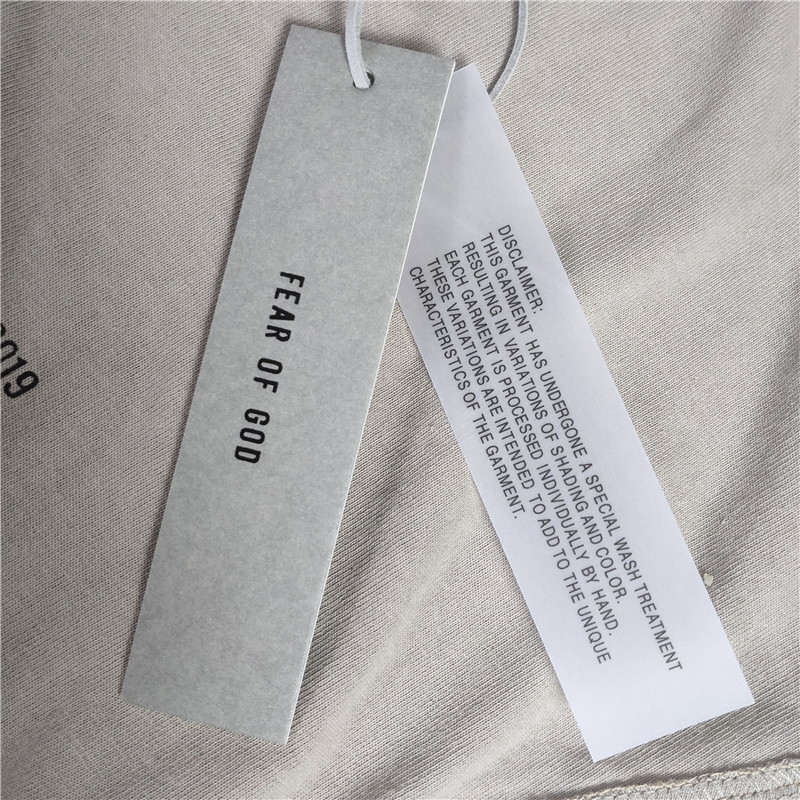 FEAR OF GOD
DISCLAIMER:
THIS GARMENT HAS UNDERGONE A SPECIAL WASH TREATMENT
RESULTING IN VARIATIONS OF SHADING AND COLOR.
EACH GARMENT IS PROCESSED INDIVIDUALLY BY HAND.
THESE VARIATIONS ARE INTENDED TO ADD TO THE UNIQUE
CHARACTERISTICS OF THE GARMENT.
2019